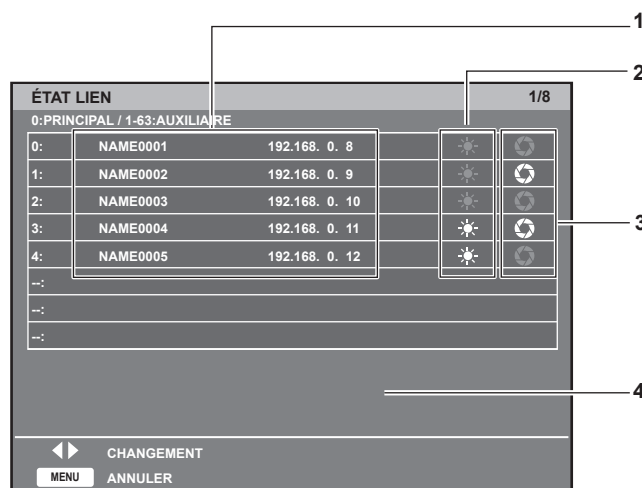 1
2
ÉTAT LIEN 1/8
0:PRINCIPAL / 1-63:AUXILIAIRE
0: NAME0001 192.168. 0. 8
1: NAME0002 192.168. 0. 9
2: NAME0003 192.168. 0. 10
3: NAME0004 192.168. 0. 11
3
4: NAME0005 192.168. 0. 12
--:
--:
--:
4
CHANGEMENT
MENU ANNULER